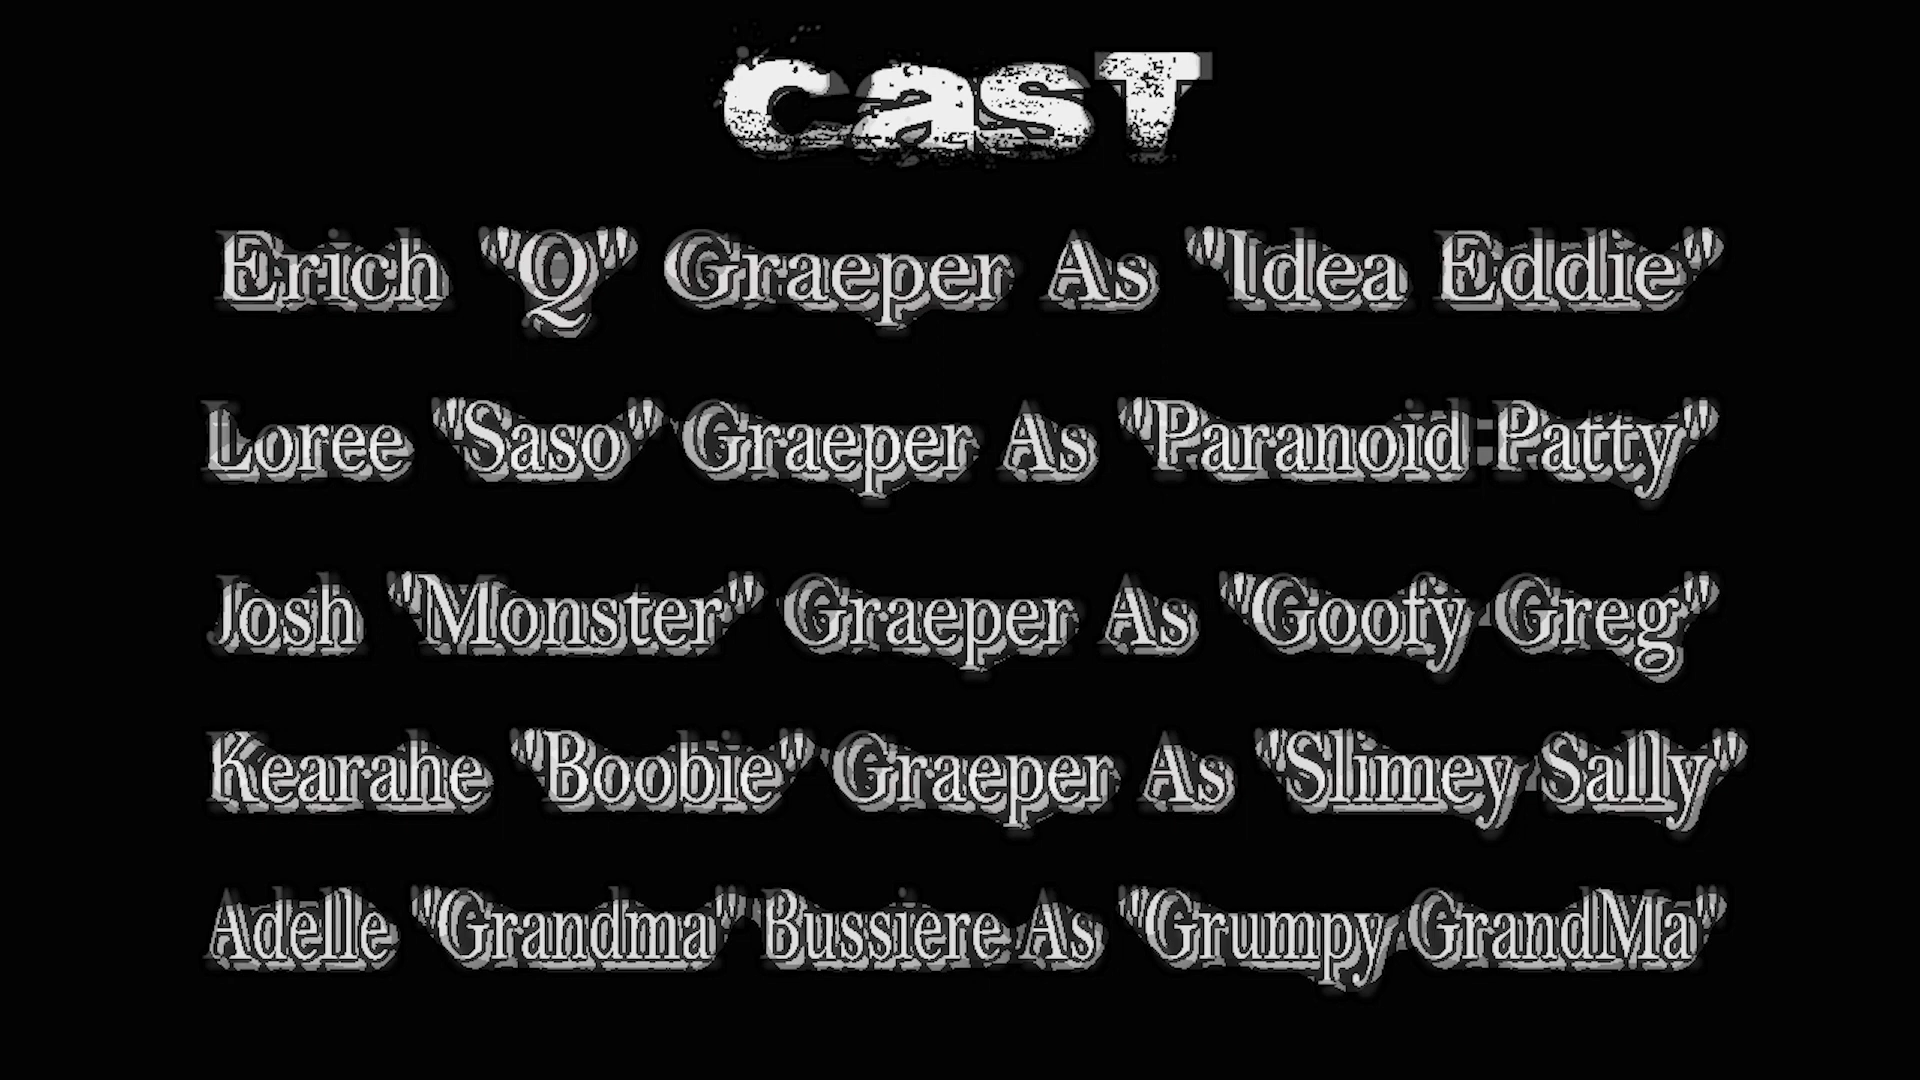 casT
Erich "Q" Graeper As "Idea Eddie"
Loree "Saso" Graeper As "Paranoid Patty"
Josh "Monster" Graeper As "Goofy Greg"
Kearahe "Boobie" Graeper As "Slimey Sally"
Adelle "Grandma" Bussiere As "Grumpy GrandMa"